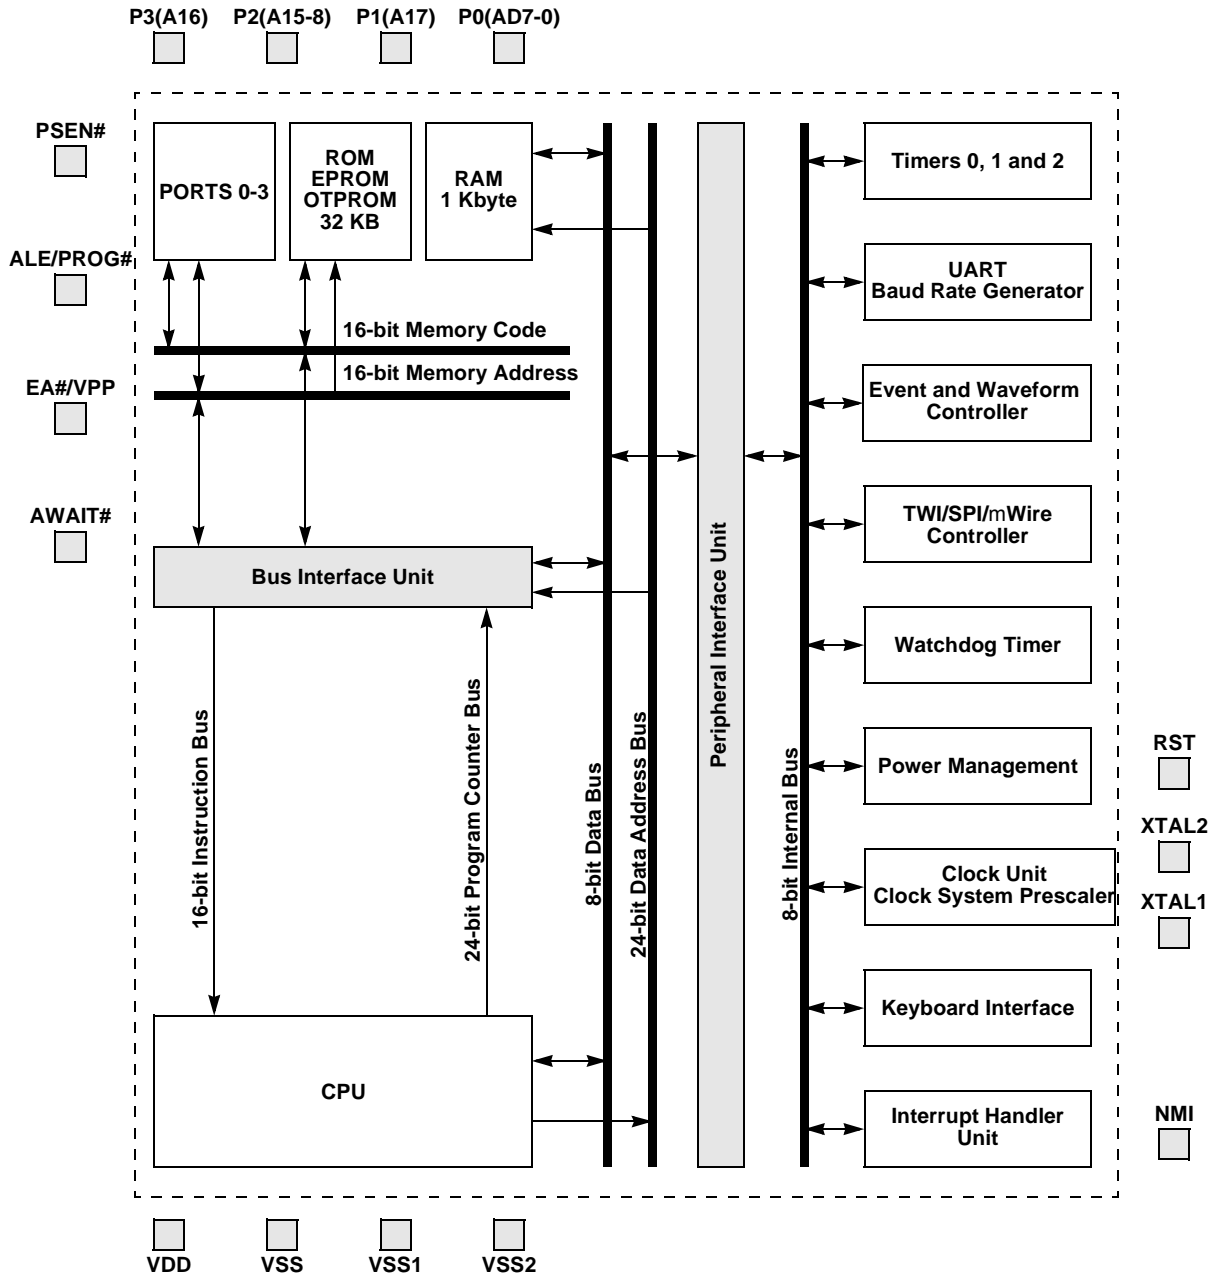 P3(A16) P2(A15-8) P1(A17) P0(AD7-0)
PSEN#
ALE/PROG#
EA#/VPP
AWAIT#
PORTS 0-3
ROM
EPROM
OTPROM
32 KB
RAM
1 Kbyte
16-bit Memory Code
16-bit Memory Address
Bus Interface Unit
16-bit Instruction Bus
24-bit Program Counter Bus
8-bit Data Bus
24-bit Data Address Bus
Peripheral Interface Unit
8-bit Internal Bus
CPU
Timers 0, 1 and 2
UART
Baud Rate Generator
Event and Waveform
Controller
TWI/SPI/mWire
Controller
Watchdog Timer
Power Management
Clock Unit
Clock System Prescaler
Keyboard Interface
Interrupt Handler
Unit
RST
XTAL2
XTAL1
NMI
VDD VSS VSS1 VSS2